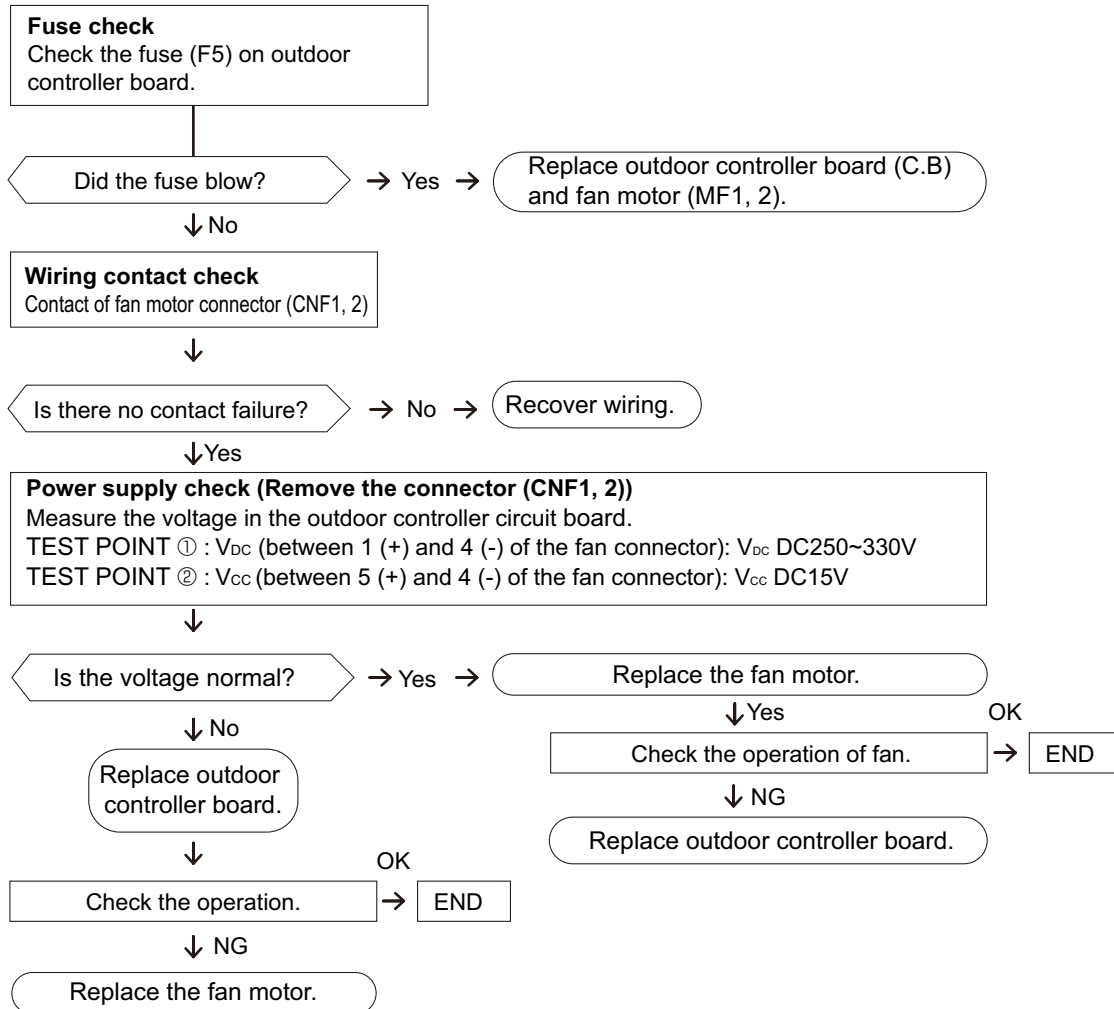 Fuse check
Check the fuse (F5) on outdoor
controller board.
Did the fuse blow?
→ Yes →
Replace outdoor controller board (C.B)
and fan motor (MF1, 2).
↓ No
Wiring contact check
Contact of fan motor connector (CNF1, 2)
↓
Is there no contact failure?
→ No →
Recover wiring.
↓Yes
Power supply check (Remove the connector (CNF1, 2))
Measure the voltage in the outdoor controller circuit board.
TEST POINT ① : VDC (between 1 (+) and 4 (-) of the fan connector): VDC DC250~330V
TEST POINT ② : VCC (between 5 (+) and 4 (-) of the fan connector): VCC DC15V
↓
Is the voltage normal?
→ Yes →
Replace the fan motor.
↓Yes
OK
Check the operation of fan.
→
END
↓ NG
Replace outdoor controller board.
↓ No
Replace outdoor
controller board.
↓
OK
Check the operation.
→
END
↓ NG
Replace the fan motor.